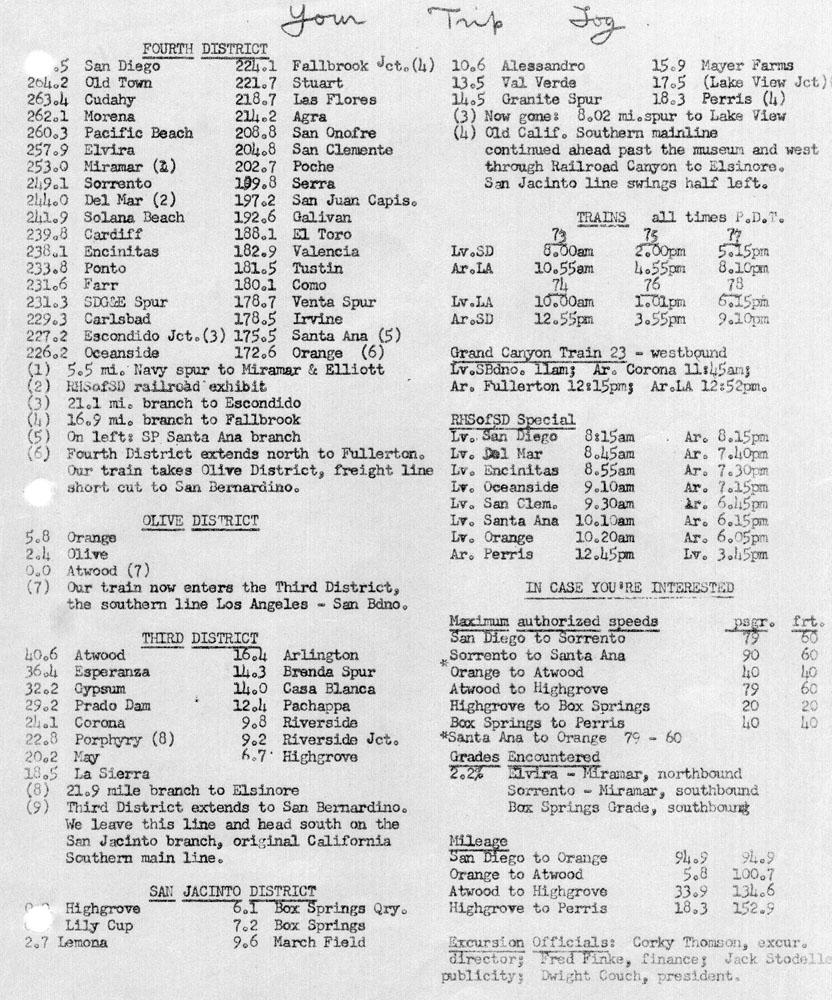 Your Trip Log
FOURTH DISTRICT
.5 San Diego 224.1 Fallbrook Jct.(4)
204.2 Old Town 221.7 Stuart
263.4 Cudahy 218.7 Las Flores
262.1 Morena 214.2 Agra
260.3 Pacific Beach 208.8 San Onofre
257.9 Elvira 204.8 San Clemente
253.0 Miramar (1) 202.7 Poche
249.1 Sorrento 199.8 Serra
244.0 Del Mar (2) 197.2 San Juan Capis.
241.9 Solana Beach 192.6 Galivan
239.8 Cardiff 188.1 El Toro
238.1 Encinitas 182.9 Valencia
233.8 Ponto 181.5 Tustin
231.6 Farr 180.1 Como
231.3 SDG&E Spur 178.7 Venta Spur
229.3 Carlsbad 178.5 Irvine
227.2 Escondido Jct.(3) 175.5 Santa Ana (5)
226.2 Oceanside 172.6 Orange (6)
(1) 5.5 mi. Navy spur to Miramar & Elliott
(2) RHSofSD railroad exhibit
(3) 21.1 mi. branch to Escondido
(4) 16.9 mi. branch to Fallbrook
(5) On left: SP Santa Ana branch
(6) Fourth District extends north to Fullerton.
Our train takes Olive District, freight line
short cut to San Bernardino.
OLIVE DISTRICT
5.8 Orange
2.4 Olive
0.0 Atwood (7)
(7) Our train now enters the Third District,
the southern line Los Angeles - San Bdno.
THIRD DISTRICT
40.6 Atwood 16.4 Arlington
36.4 Esperanza 14.3 Brenda Spur
32.2 Gypsum 14.0 Casa Blanca
29.2 Prado Dam 12.4 Pachappa
24.1 Corona 9.8 Riverside
22.8 Porphyry (8) 9.2 Riverside Jct.
20.2 May 6.7 Highgrove
18.5 La Sierra
(8) 21.9 mile branch to Elsinore
(9) Third District extends to San Bernardino.
We leave this line and head south on the
San Jacinto branch, original California
Southern main line.
SAN JACINTO DISTRICT
Highgrove 6.1 Box Springs Qry.
Lily Cup 7.2 Box Springs
2.7 Lemona 9.6 March Field
10.6 Alessandro 15.9 Mayer Farms
13.5 Val Verde 17.5 (Lake View Jct)
14.5 Granite Spur 18.3 Perris (4)
(3) Now gone: 8.02 mi.spur to Lake View
(4) Old Calif. Southern mainline
continued ahead past the museum and west
through Railroad Canyon to Elsinore.
San Jacinto line swings half left.
TRAINS all times P.D.T.
73 75 77
Lv.SD 8.00am 2.00pm 5.15pm
Ar.LA 10.55am 4.55pm 8.10pm
74 76 78
Lv.LA 10.00am 1.01pm 6.15pm
Ar.SD 12.55pm 3.55pm 9.10pm
Grand Canyon Train 23 - westbound
Lv.SBdno. 11am; Ar. Corona 11:45am;
Ar. Fullerton 12:15pm; Ar.LA 12:52pm.
RHSofSD Special
Lv. San Diego 8:15am Ar. 8.15pm
Lv. Del Mar 8.45am Ar. 7.40pm
Lv. Encinitas 8.55am Ar. 7.30pm
Lv. Oceanside 9.10am Ar. 7.15pm
Lv. San Clem. 9.30am Ar. 6.45pm
Lv. Santa Ana 10.10am Ar. 6.15pm
Lv. Orange 10.20am Ar. 6.05pm
Ar. Perris 12.45pm Lv. 3.45pm
IN CASE YOU'RE INTERESTED
Maximum authorized speeds psgr. frt.
San Diego to Sorrento 79 60
*Sorrento to Santa Ana 90 60
Orange to Atwood 40 40
Atwood to Highgrove 79 60
Highgrove to Box Springs 20 20
Box Springs to Perris 40 40
*Santa Ana to Orange 79 - 60
Grades Encountered
2.2% Elvira - Miramar, northbound
Sorrento - Miramar, southbound
Box Springs Grade, southbound
Mileage
San Diego to Orange 94.9 94.9
Orange to Atwood 5.8 100.7
Atwood to Highgrove 33.9 134.6
Highgrove to Perris 18.3 152.9
Excursion Officials: Corky Thomson, excur.
director; Fred Finke, finance; Jack Stodelle
publicity; Dwight Couch, president.